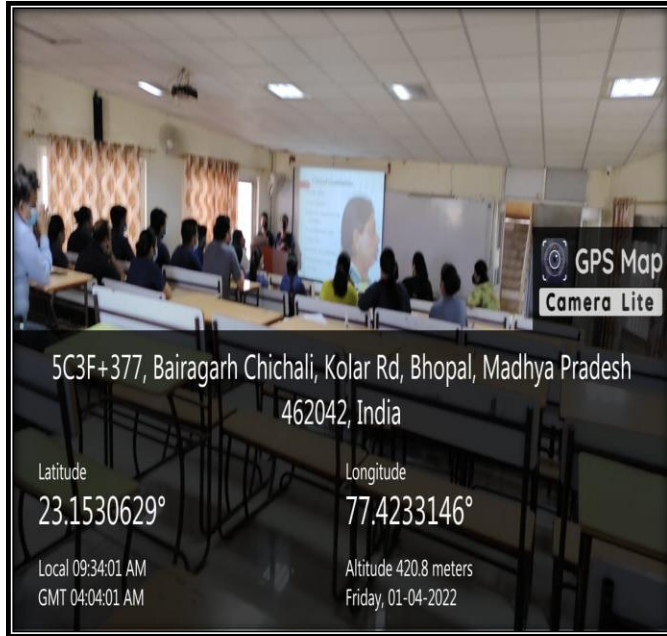 GPS Map
Camera Lite
5C3F+377, Bairagarh Chichali, Kolar Rd, Bhopal, Madhya Pradesh
462042, India
Latitude
23.1530629°
Longitude
77.4233146°
Local 09:34:01 AM
GMT 04:04:01 AM
Altitude 420.8 meters
Friday, 01-04-2022